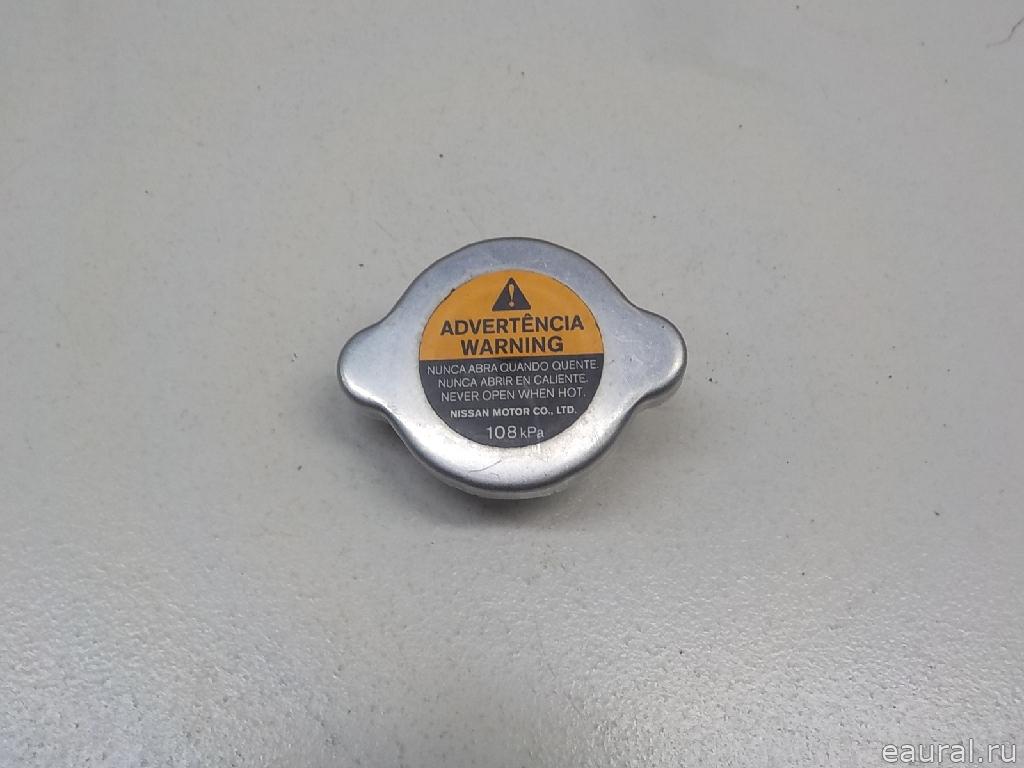 ADVERTÊNCIA
WARNING
NUNCA ABRA QUANDO QUENTE.
NUNCA ABRIR EN CALIENTE.
NEVER OPEN WHEN HOT.
NISSAN MOTOR CO., LTD.
108 kPa
eaural.ru